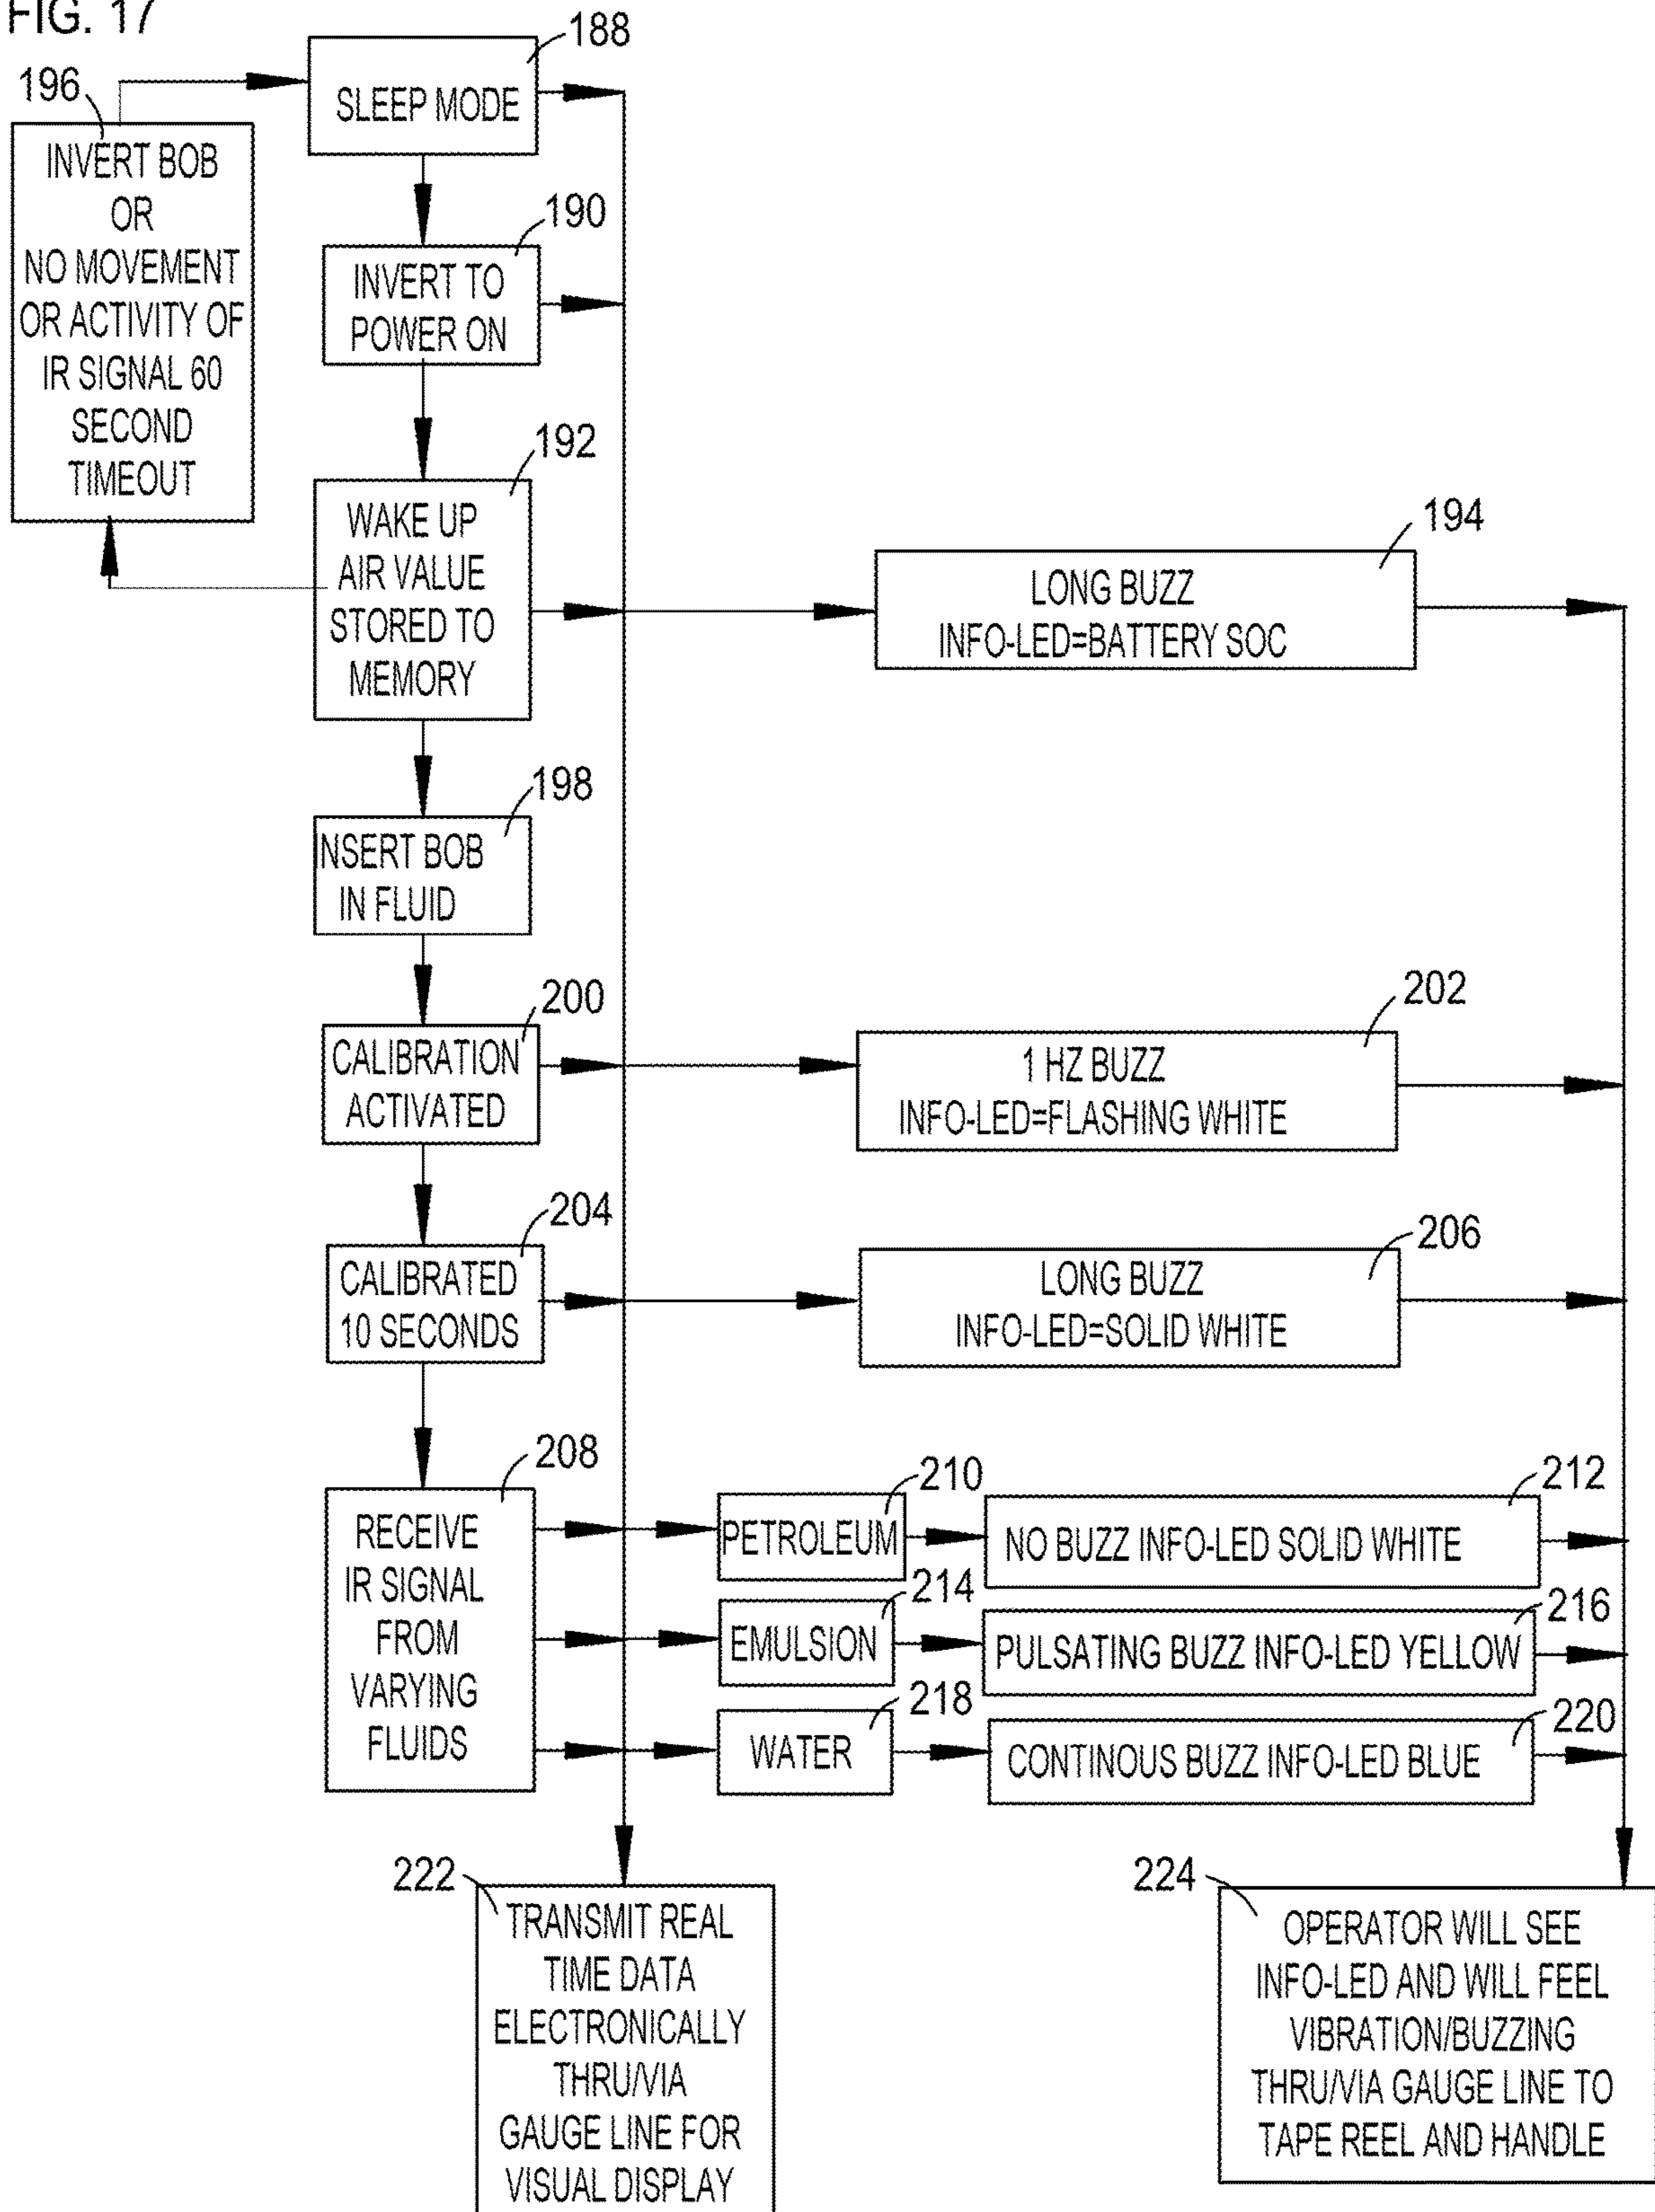 FIG. 17
188
SLEEP MODE
196
INVERT BOB
OR
NO MOVEMENT
OR ACTIVITY OF
IR SIGNAL 60
SECOND
TIMEOUT
190
INVERT TO
POWER ON
192
WAKE UP
AIR VALUE
STORED TO
MEMORY
194
LONG BUZZ
INFO-LED=BATTERY SOC
198
NSERT BOB
IN FLUID
200
CALIBRATION
ACTIVATED
202
1 HZ BUZZ
INFO-LED=FLASHING WHITE
204
CALIBRATED
10 SECONDS
206
LONG BUZZ
INFO-LED=SOLID WHITE
208
RECEIVE
IR SIGNAL
FROM
VARYING
FLUIDS
210
PETROLEUM
212
NO BUZZ INFO-LED SOLID WHITE
214
EMULSION
216
PULSATING BUZZ INFO-LED YELLOW
218
WATER
220
CONTINOUS BUZZ INFO-LED BLUE
222
TRANSMIT REAL
TIME DATA
ELECTRONICALLY
THRU/VIA
GAUGE LINE FOR
VISUAL DISPLAY
224
OPERATOR WILL SEE
INFO-LED AND WILL FEEL
VIBRATION/BUZZING
THRU/VIA GAUGE LINE TO
TAPE REEL AND HANDLE